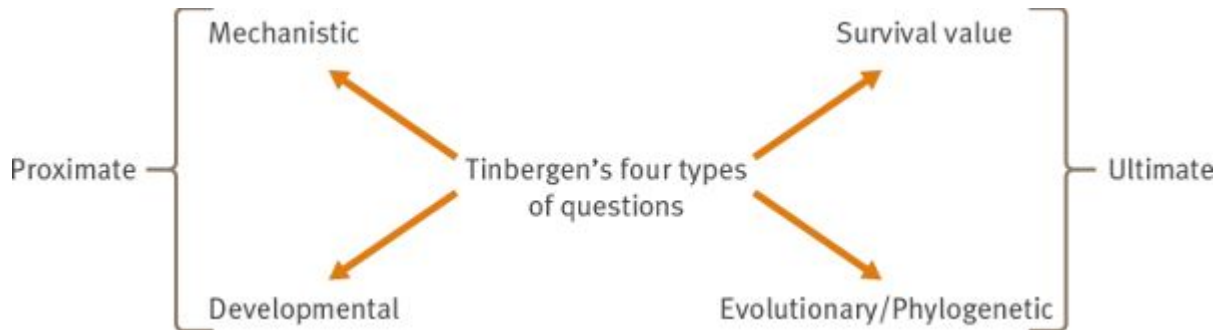 Mechanistic
Survival value
Proximate
Tinbergen's four types
of questions
Ultimate
Developmental
Evolutionary/Phylogenetic